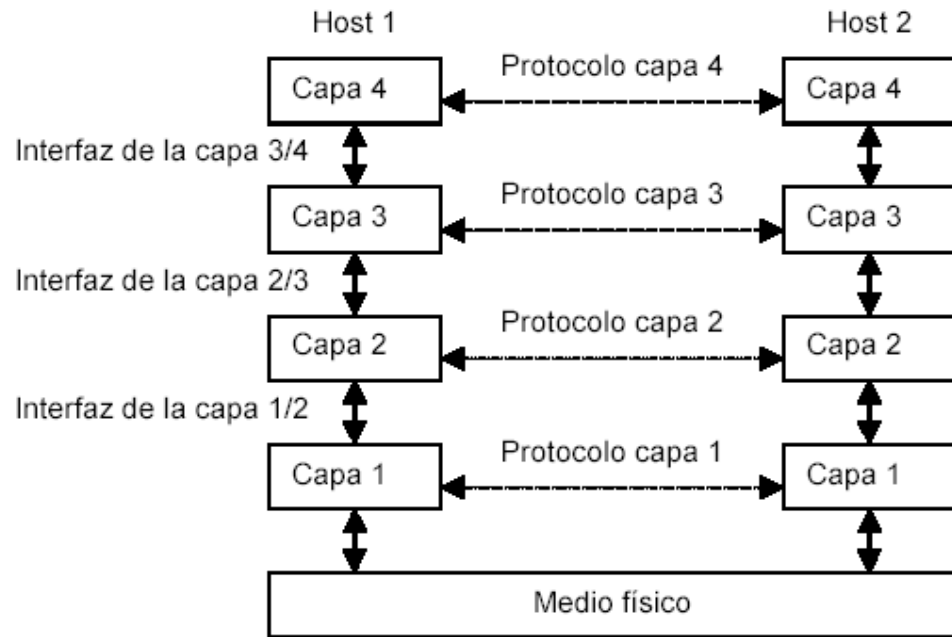 Host 1
Host 2
Capa 4
Protocolo capa 4
Capa 4
Interfaz de la capa 3/4
Capa 3
Protocolo capa 3
Capa 3
Interfaz de la capa 2/3
Capa 2
Protocolo capa 2
Capa 2
Interfaz de la capa 1/2
Capa 1
Protocolo capa 1
Capa 1
Medio físico